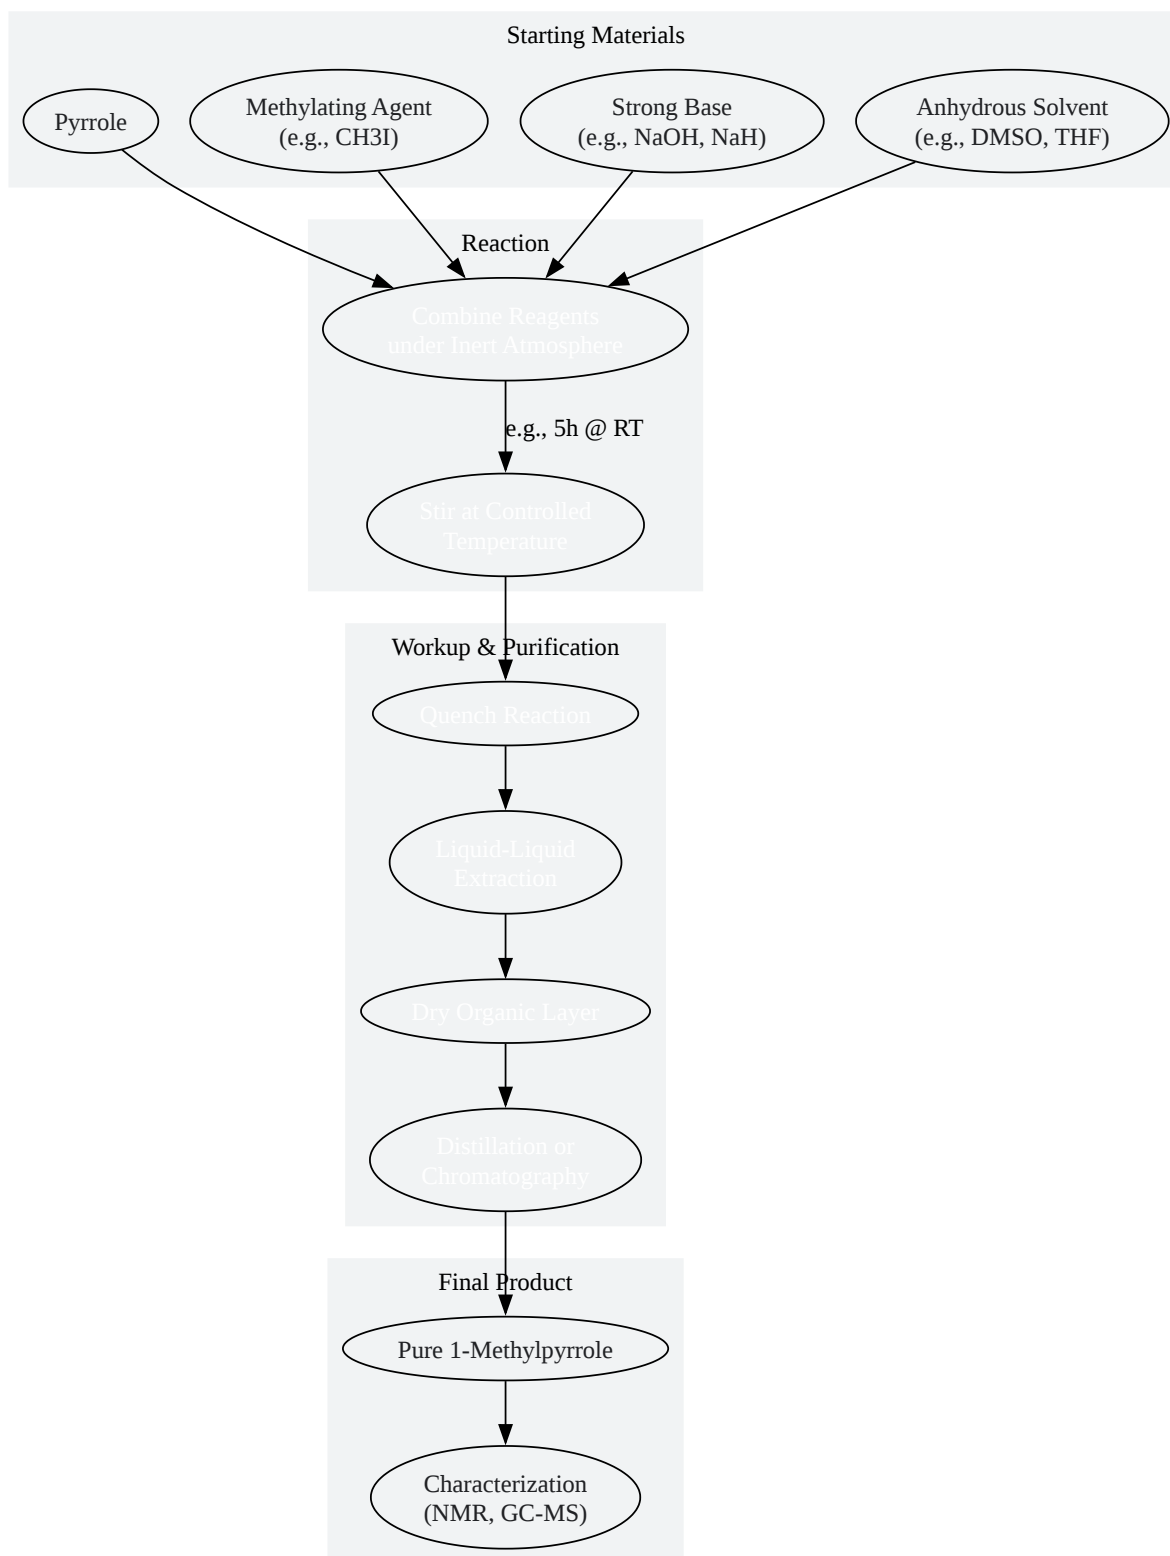 Starting Materials
Pyrrole
Methylating Agent
(e.g., CH3I)
Strong Base
(e.g., NaOH, NaH)
Anhydrous Solvent
(e.g., DMSO, THF)
Reaction
Combine Reagents
under Inert Atmosphere
e.g., 5h @ RT
Stir at Controlled
Temperature
Workup & Purification
Quench Reaction
Liquid-Liquid
Extraction
Dry Organic Layer
Distillation or
Chromatography
Final Product
Pure 1-Methylpyrrole
Characterization
(NMR, GC-MS)